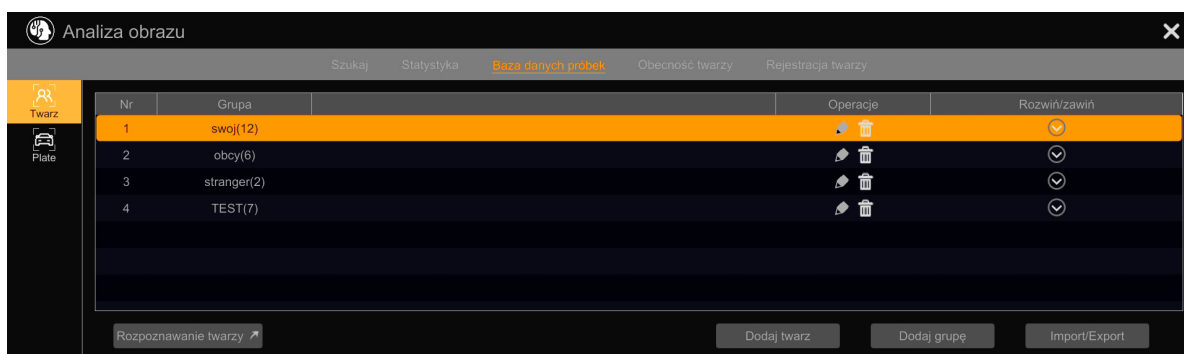 Analiza obrazu
Szukaj Statystyka Baza danych próbek Obecność twarzy Rejestracja twarzy
Twarz
Plate
Nr Grupa Operacje Rozwiń/zawiń
1 swoj(12)
2 obcy(6)
3 stranger(2)
4 TEST(7)
Rozpoznawanie twarzy Dodaj twarz Dodaj grupę Import/Export